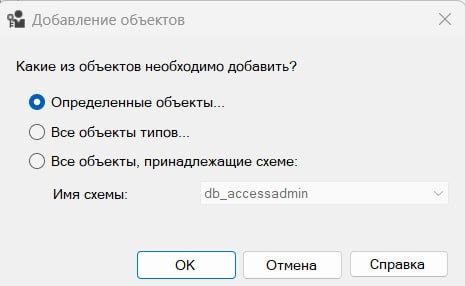 Добавление объектов
Какие из объектов необходимо добавить?
Определенные объекты...
Все объекты типов...
Все объекты, принадлежащие схеме:
Имя схемы: db_accessadmin
OK Отмена Справка